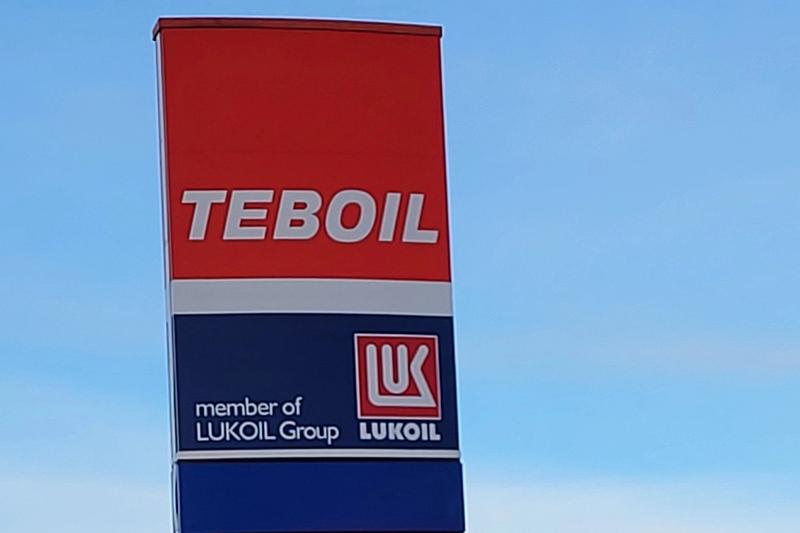 TEBOIL
member of
LUKOIL Group
LUK
LUKOIL